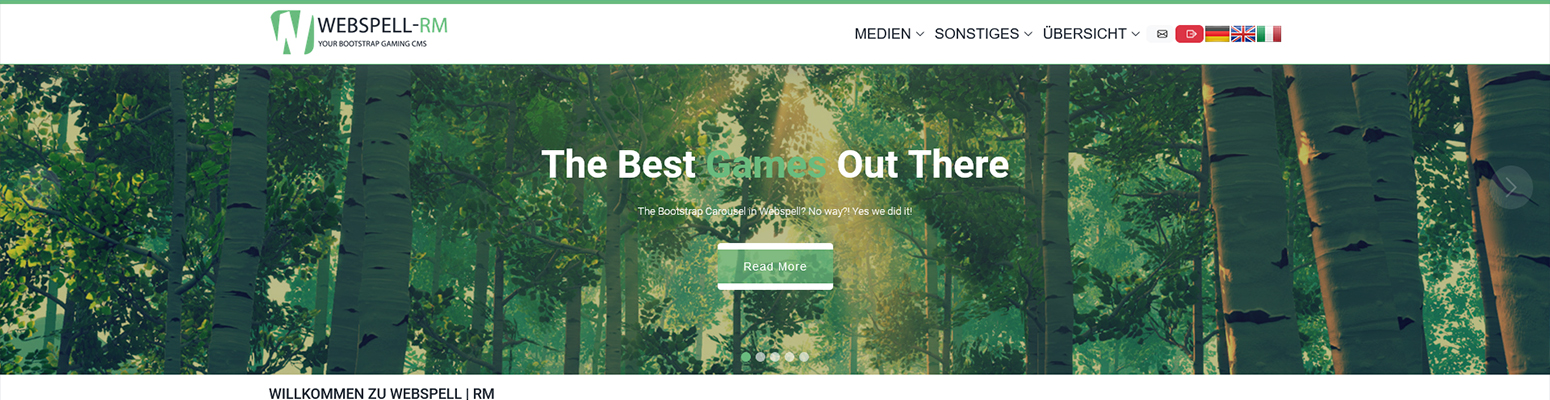 WEBSPELL-RM
YOUR BOOTSTRAP GAMING CMS
MEDIEN SONSTIGES ÜBERSICHT
The Best Games Out There
The Bootstrap Carousel in Webspell? No way?! Yes we did it!
Read More
WILLKOMMEN ZU WEBSPELL | RM